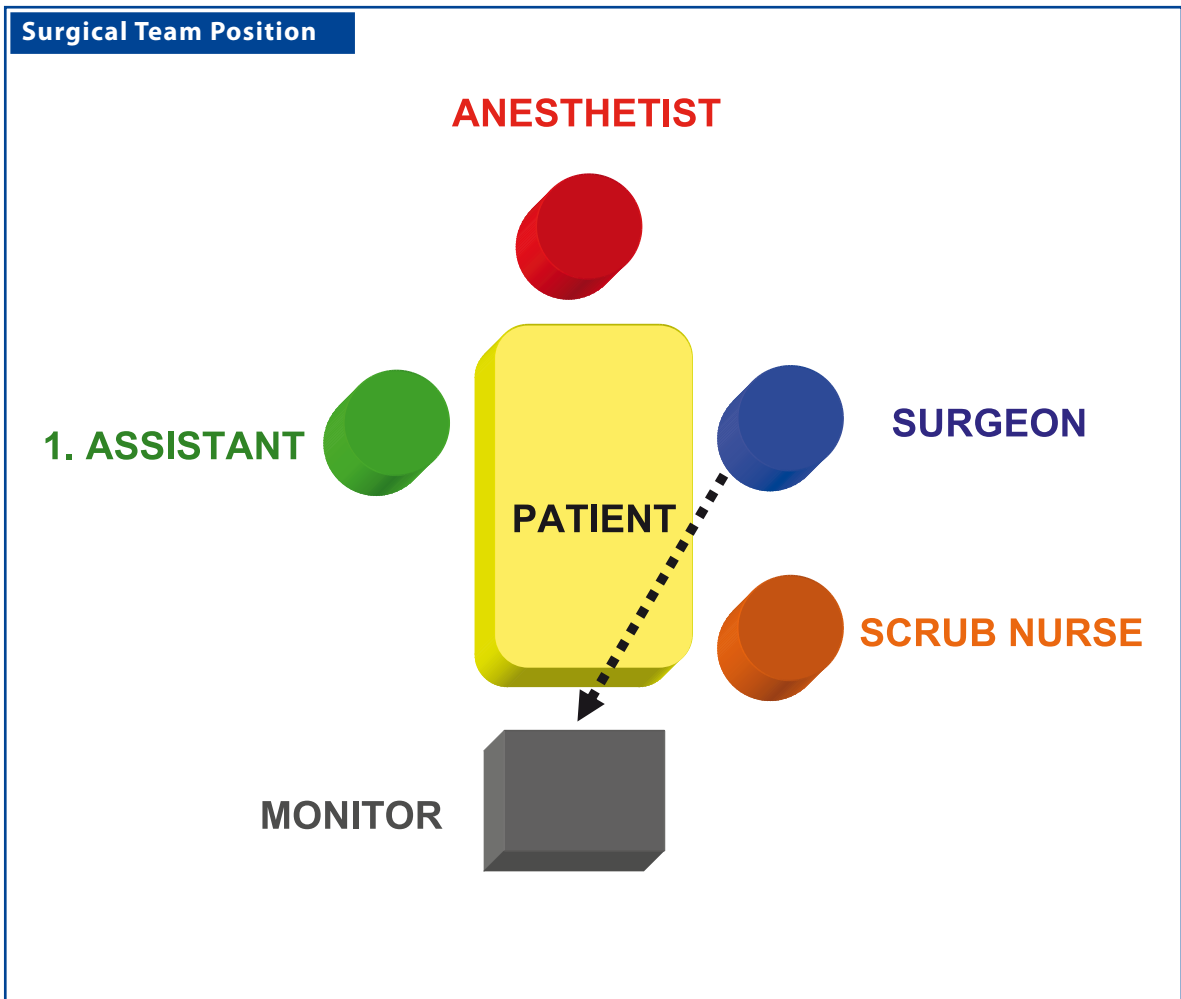 Surgical Team Position
ANESTHETIST
1. ASSISTANT
SURGEON
PATIENT
SCRUB NURSE
MONITOR